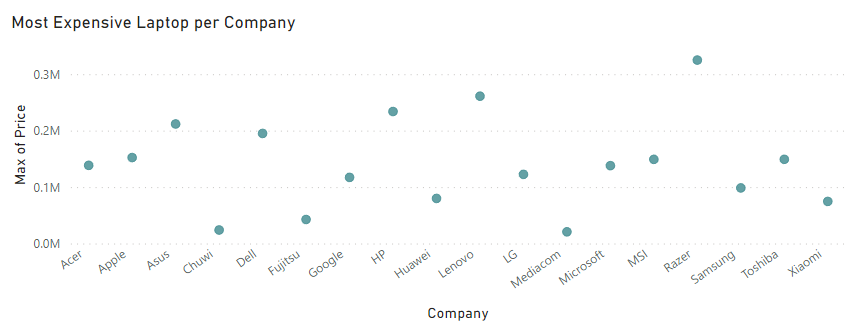 Most Expensive Laptop per Company
Max of Price
0.3M
0.2M
0.1M
0.0M
Acer
Apple
Asus
Chuwi
Dell
Fujitsu
Google
HP
Huawei
Lenovo
LG
Mediacom
Microsoft
MSI
Razer
Samsung
Toshiba
Xiaomi
Company